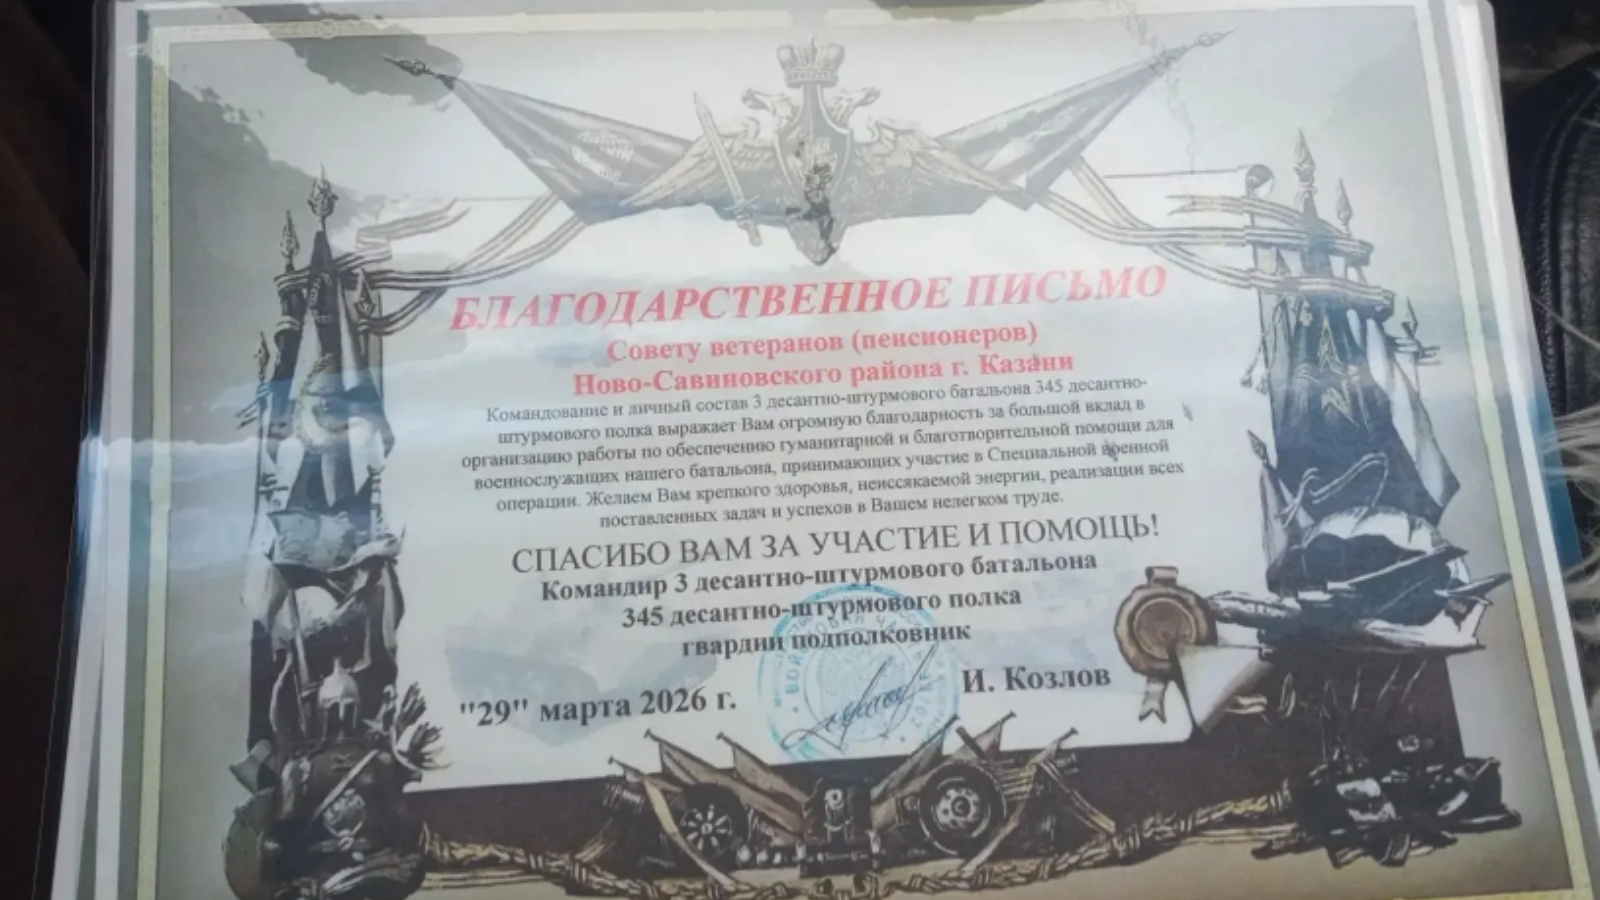 БЛАГОДАРСТВЕННОЕ ПИСЬМО
Совету ветеранов (пенсионеров)
Ново-Савиновского района г. Казани
Командование и личный состав 3 десантно-штурмового батальона 345 десантно-
штурмового полка выражает Вам огромную благодарность за большой вклад в
организацию работы по обеспечению гуманитарной и благотворительной помощи для
военнослужащих нашего батальона, принимающих участие в Специальной военной
операции. Желаем Вам крепкого здоровья, неиссякаемой энергии, реализации всех
поставленных задач и успехов в Вашем нелегком труде.
СПАСИБО ВАМ ЗА УЧАСТИЕ И ПОМОЩЬ!
Командир 3 десантно-штурмового батальона
345 десантно-штурмового полка
гвардии подполковник
И. Козлов
"29" марта 2026 г.